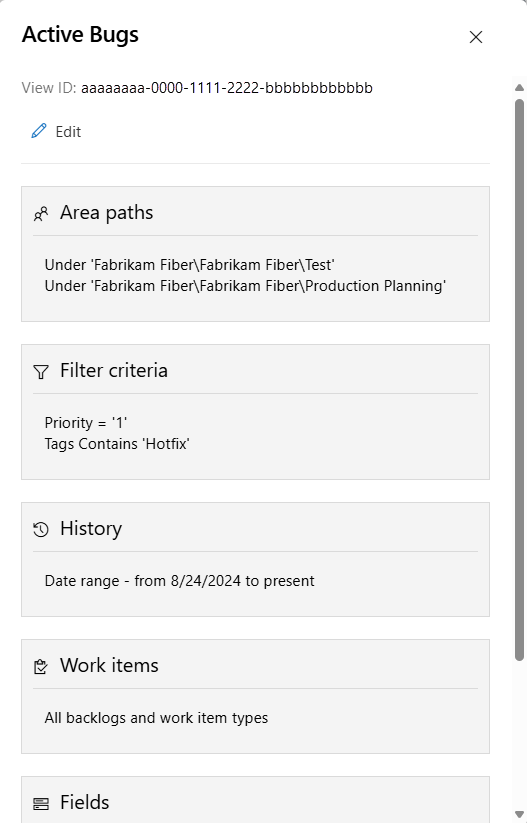 Active Bugs
View ID: aaaaaaaa-0000-1111-2222-bbbbbbbbbbbb
Edit
Area paths
Under 'Fabrikam Fiber\Fabrikam Fiber\Test'
Under 'Fabrikam Fiber\Fabrikam Fiber\Production Planning'
Filter criteria
Priority = '1'
Tags Contains 'Hotfix'
History
Date range - from 8/24/2024 to present
Work items
All backlogs and work item types
Fields